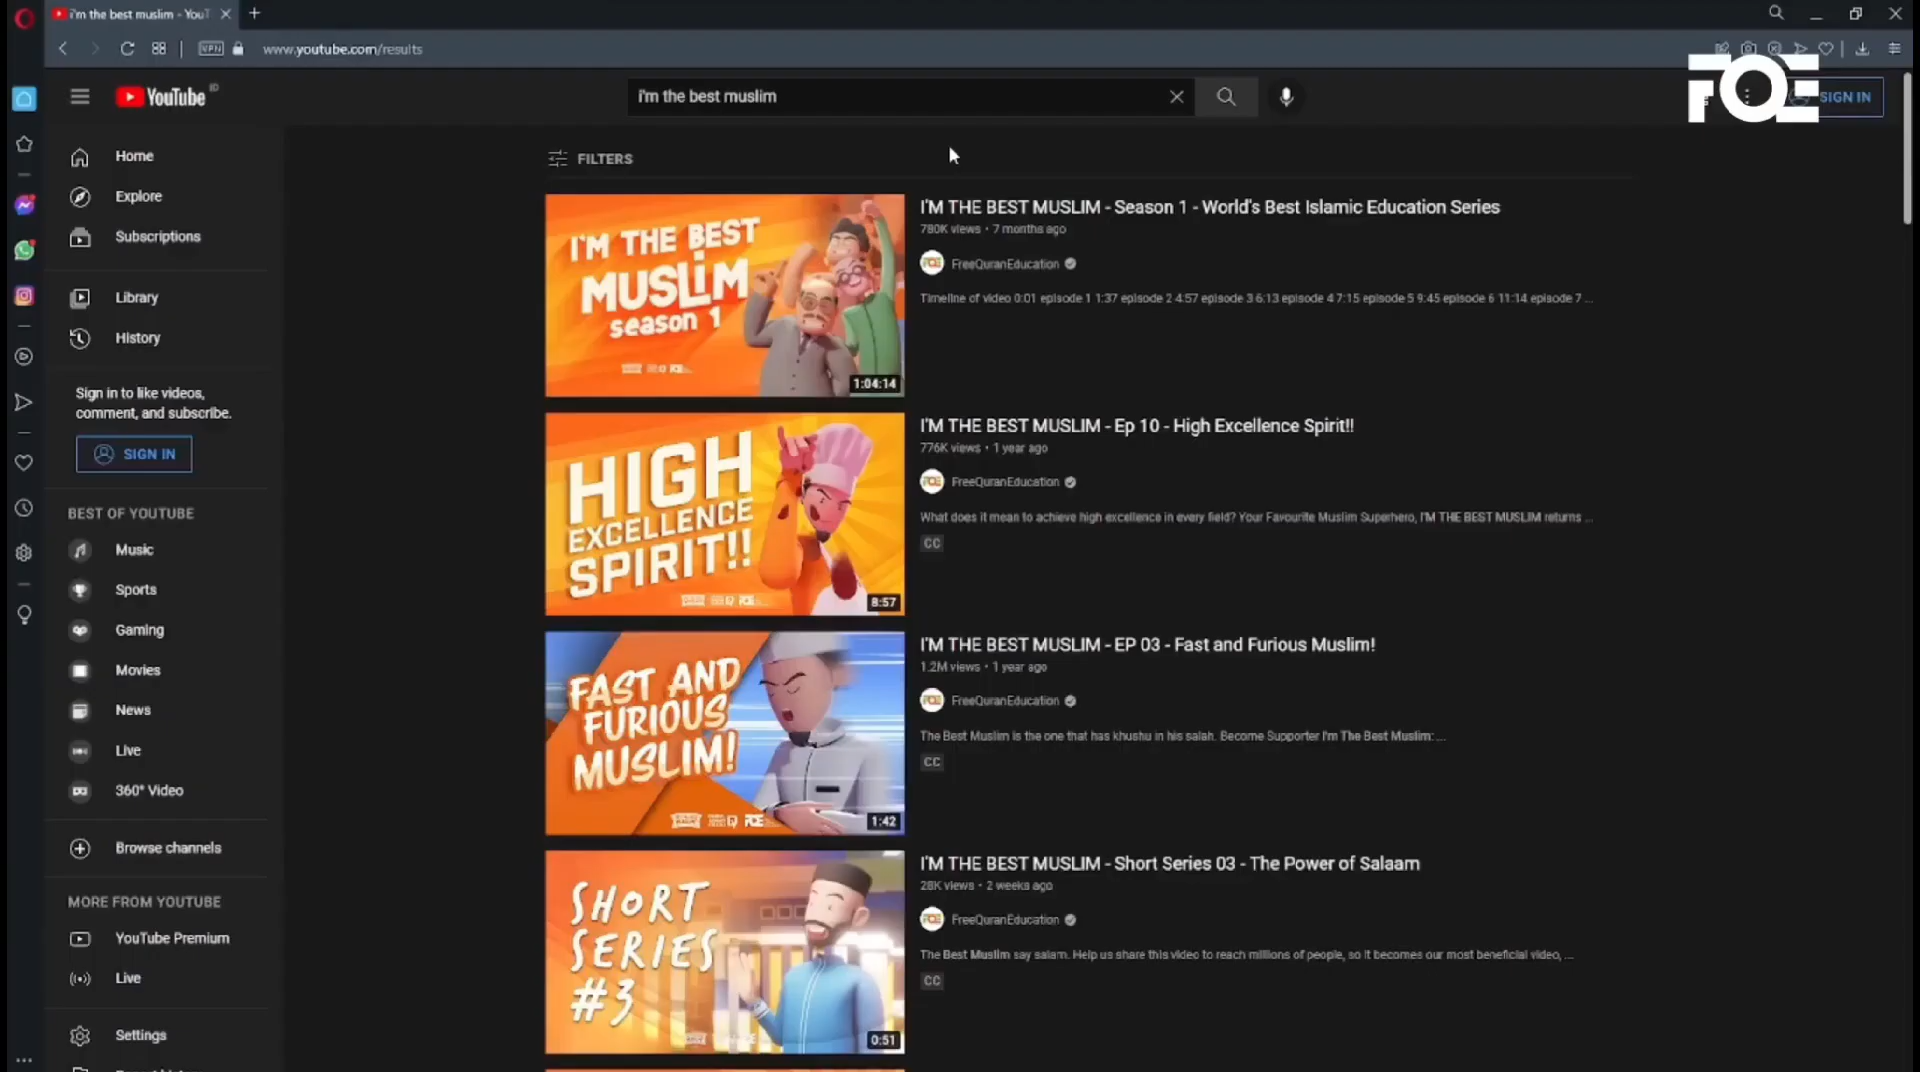 i'm the best muslim - YouT
VPN
www.youtube.com/results
YouTube ID
i'm the best muslim
FQE
SIGN IN
Home
Explore
Subscriptions
Library
History
Sign in to like videos,
comment, and subscribe.
SIGN IN
BEST OF YOUTUBE
Music
Sports
Gaming
Movies
News
Live
360° Video
Browse channels
MORE FROM YOUTUBE
YouTube Premium
Live
Settings
FILTERS
I'M THE BEST
MUSLIM
season 1
1:04:14
I'M THE BEST MUSLIM - Season 1 - World's Best Islamic Education Series
780K views • 7 months ago
FreeQuranEducation
Timeline of video 0:01 episode 1 1:37 episode 2 4:57 episode 3 6:13 episode 4 7:15 episode 5 9:45 episode 6 11:14 episode 7 ...
HIGH
EXCELLENCE
SPIRIT!!
8:57
I'M THE BEST MUSLIM - Ep 10 - High Excellence Spirit!!
776K views • 1 year ago
FreeQuranEducation
What does it mean to achieve high excellence in every field? Your Favourite Muslim Superhero, I'M THE BEST MUSLIM returns ...
CC
FAST AND
FURIOUS
MUSLIM!
1:42
I'M THE BEST MUSLIM - EP 03 - Fast and Furious Muslim!
1.2M views • 1 year ago
FreeQuranEducation
The Best Muslim is the one that has khushu in his salah. Become Supporter I'm The Best Muslim: ...
CC
SHORT
SERIES
#3
0:51
I'M THE BEST MUSLIM - Short Series 03 - The Power of Salaam
28K views • 2 weeks ago
FreeQuranEducation
The Best Muslim say salam. Help us share this video to reach millions of people, so it becomes our most beneficial video, ...
CC